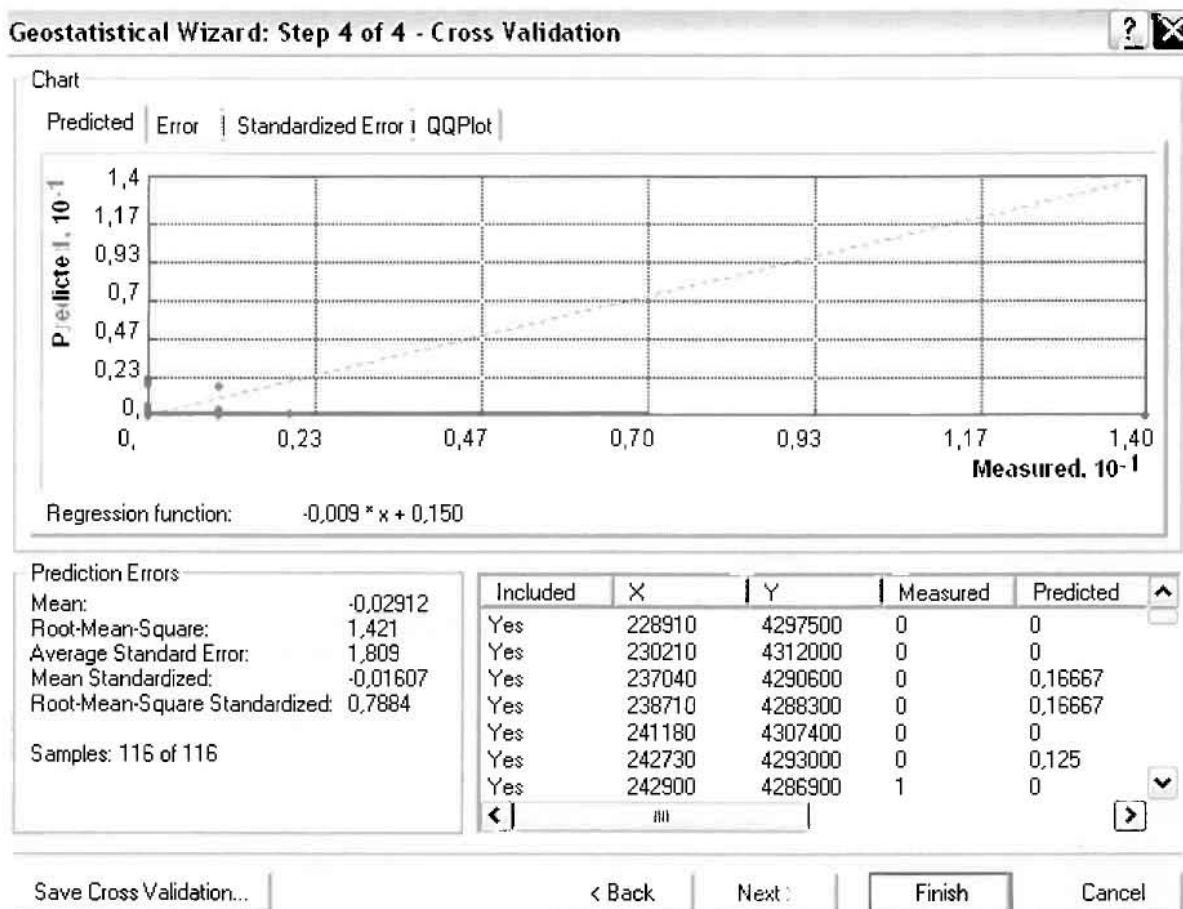 Geostatistical Wizard: Step 4 of 4 - Cross Validation ? X
Chart
Predicted Error Standardized Error QQPlot
Predicted, 10-1
1,4
1,17
0,93
0,7
0,47
0,23
0,
0, 0,23 0,47 0,70 0,93 1,17 1,40
Measured, 10-1
Regression function: -0,009 * x + 0,150
Prediction Errors
Mean: -0,02912
Root-Mean-Square: 1,421
Average Standard Error: 1,809
Mean Standardized: -0,01607
Root-Mean-Square Standardized: 0,7884
Samples: 116 of 116
Included X Y Measured Predicted
Yes 228910 4297500 0 0
Yes 230210 4312000 0 0
Yes 237040 4290600 0 0,16667
Yes 238710 4288300 0 0,16667
Yes 241180 4307400 0 0
Yes 242730 4293000 0 0,125
Yes 242900 4286900 1 0
Save Cross Validation... < Back Next > Finish Cancel